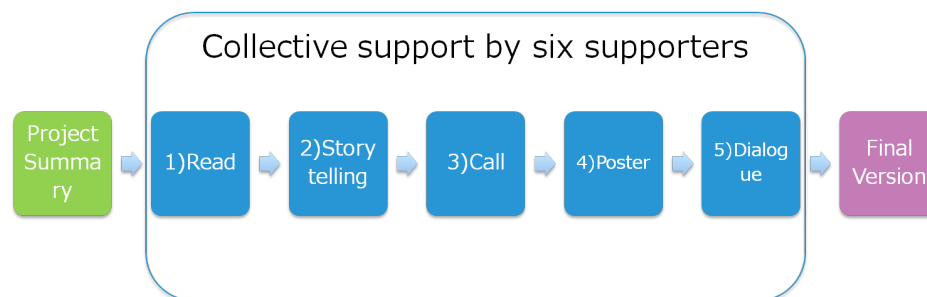 Collective support by six supporters
Project
Summa
ry
1)Read
2)Story
telling
3)Call
4)Poster
5)Dialog
ue
Final
Version